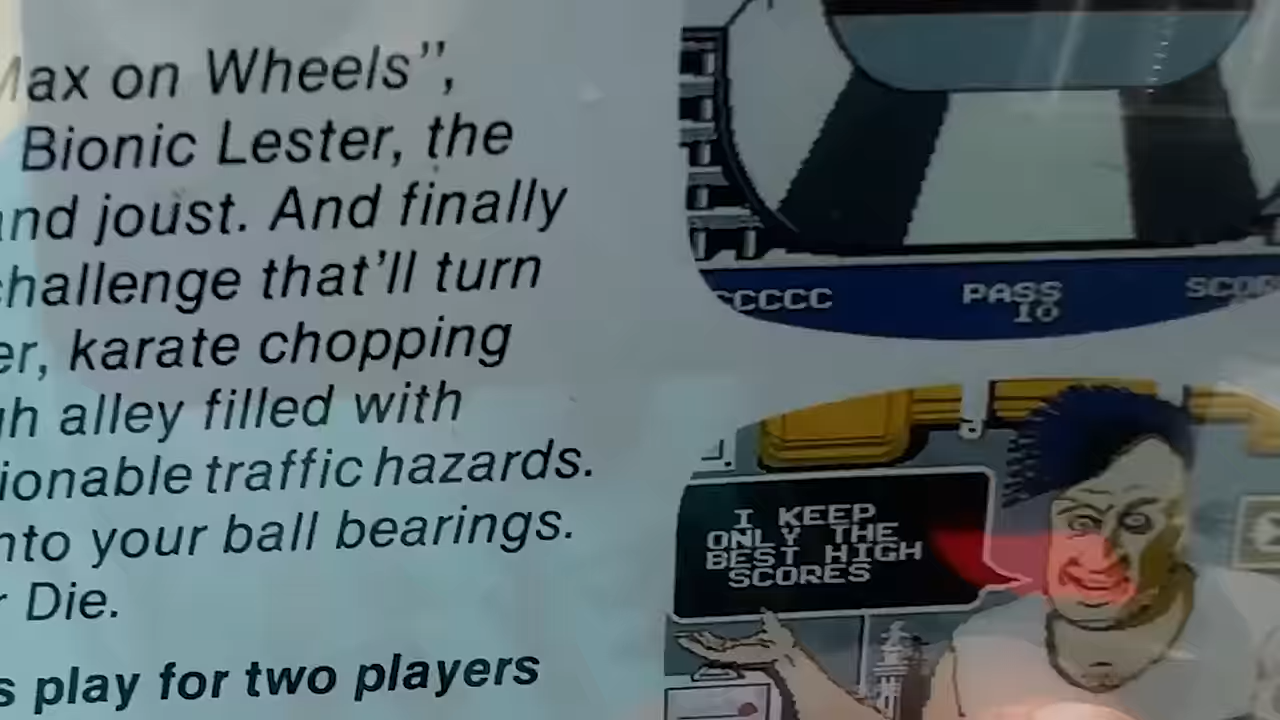 Max on Wheels”,
Bionic Lester, the
and joust. And finally
challenge that’ll turn
er, karate chopping
gh alley filled with
ionable traffic hazards.
nto your ball bearings.
r Die.
s play for two players
CCCCC
PASS
10
SCOR
I KEEP
ONLY THE
BEST HIGH
SCORES